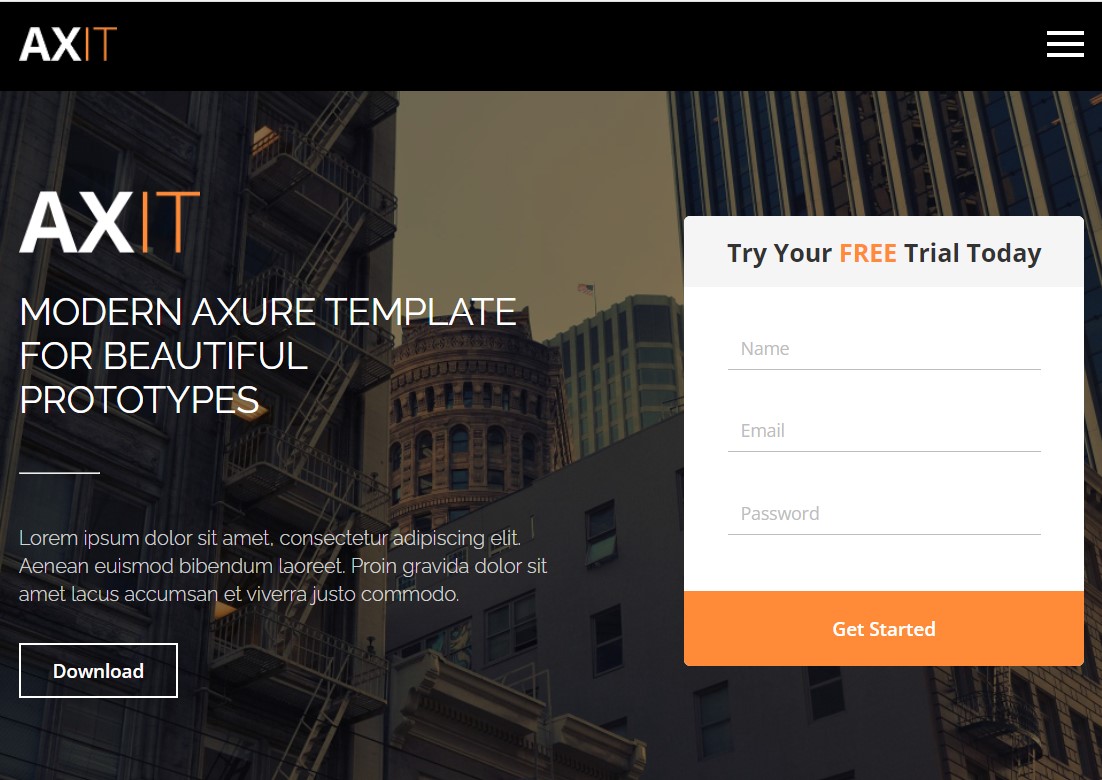 AXIT
AXIT
MODERN AXURE TEMPLATE
FOR BEAUTIFUL
PROTOTYPES
Lorem ipsum dolor sit amet, consectetur adipiscing elit.
Aenean euismod bibendum laoreet. Proin gravida dolor sit
amet lacus accumsan et viverra justo commodo.
Download
Try Your FREE Trial Today
Name
Email
Password
Get Started